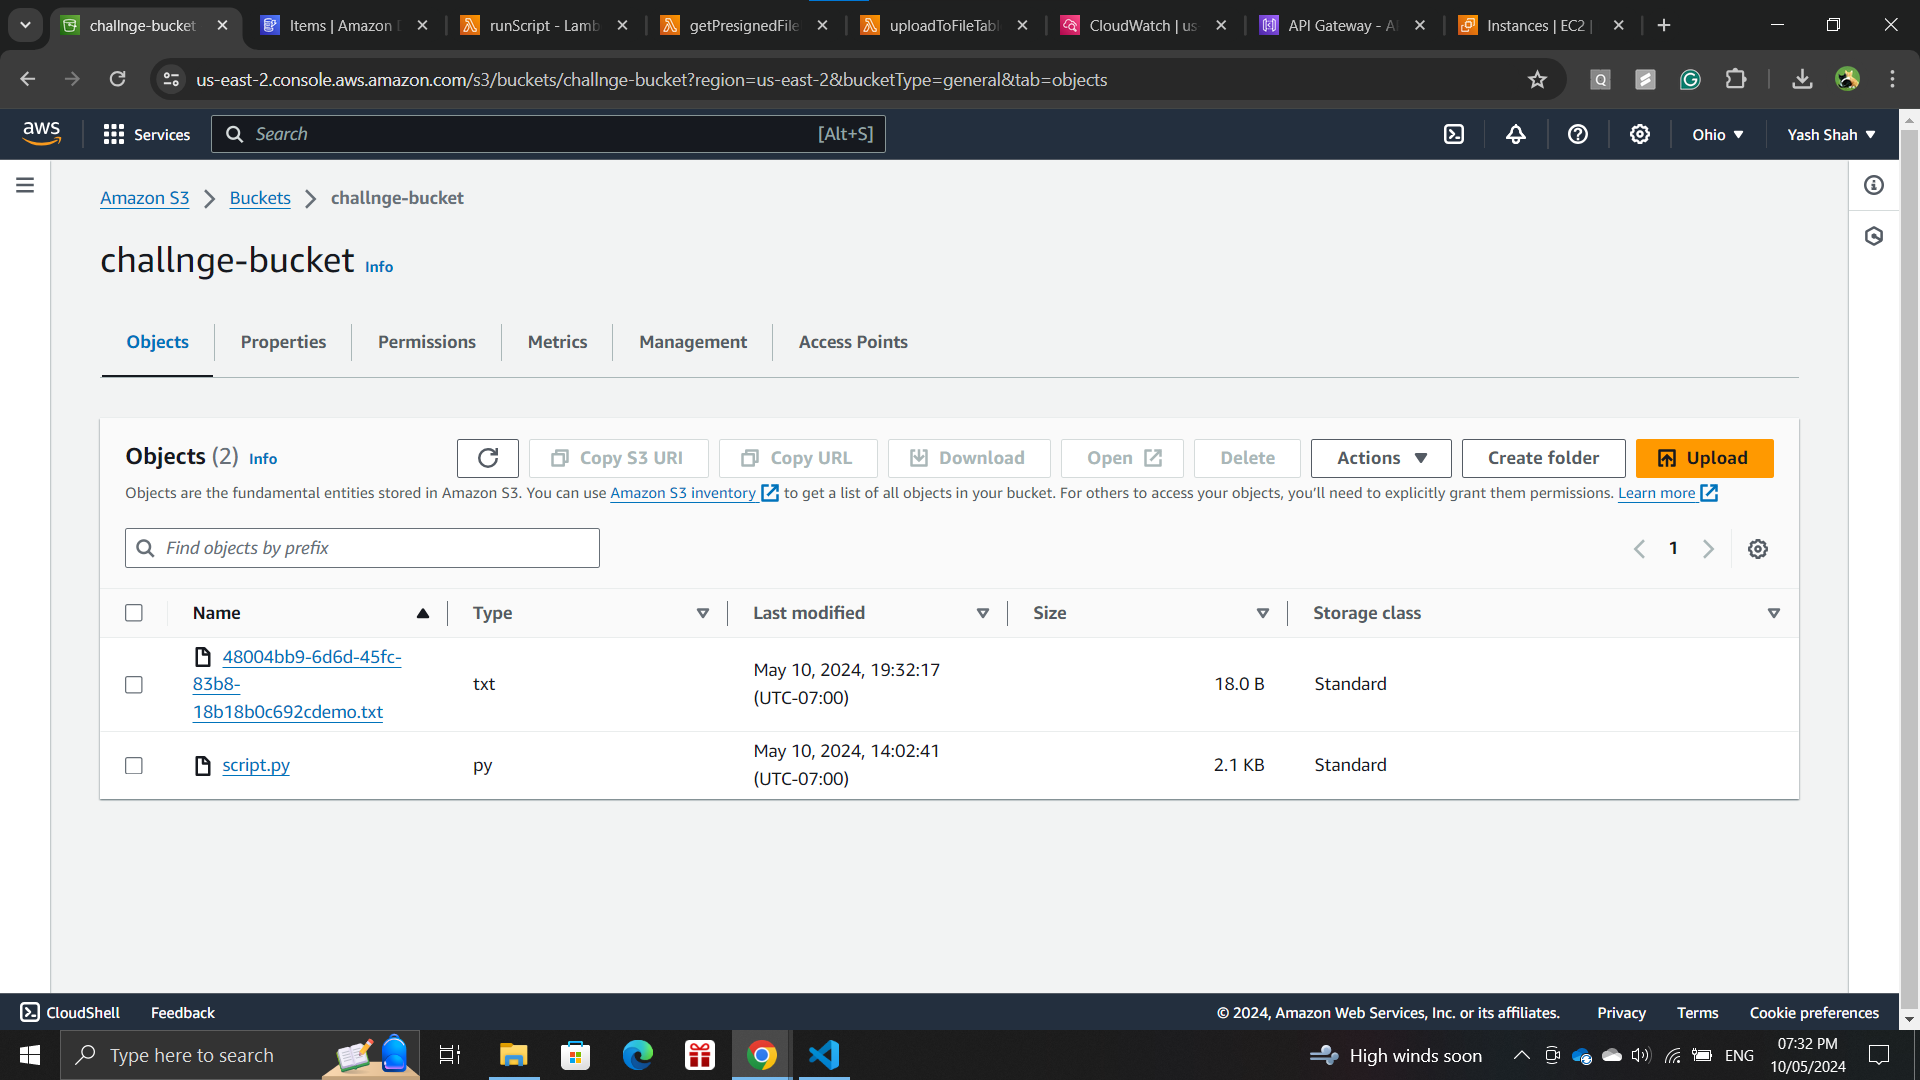 challnge-bucket
Items | Amazon D
runScript - Lamb
getPresignedFile
uploadToFileTabl
CloudWatch | us
API Gateway - A
Instances | EC2 |
us-east-2.console.aws.amazon.com/s3/buckets/challnge-bucket?region=us-east-2&bucketType=general&tab=objects
aws
Services
Search
[Alt+S]
Ohio
Yash Shah
Amazon S3
Buckets
challnge-bucket
challnge-bucket Info
Objects
Properties
Permissions
Metrics
Management
Access Points
Objects (2) Info
Copy S3 URI
Copy URL
Download
Open
Delete
Actions
Create folder
Upload
Objects are the fundamental entities stored in Amazon S3. You can use Amazon S3 inventory to get a list of all objects in your bucket. For others to access your objects, you'll need to explicitly grant them permissions. Learn more
Find objects by prefix
1
Name Type Last modified Size Storage class
48004bb9-6d6d-45fc-
83b8-
18b18b0c692cdemo.txt
txt
May 10, 2024, 19:32:17
(UTC-07:00)
18.0 B
Standard
script.py
py
May 10, 2024, 14:02:41
(UTC-07:00)
2.1 KB
Standard
CloudShell
Feedback
© 2024, Amazon Web Services, Inc. or its affiliates.
Privacy
Terms
Cookie preferences
Type here to search
High winds soon
ENG
07:32 PM
10/05/2024